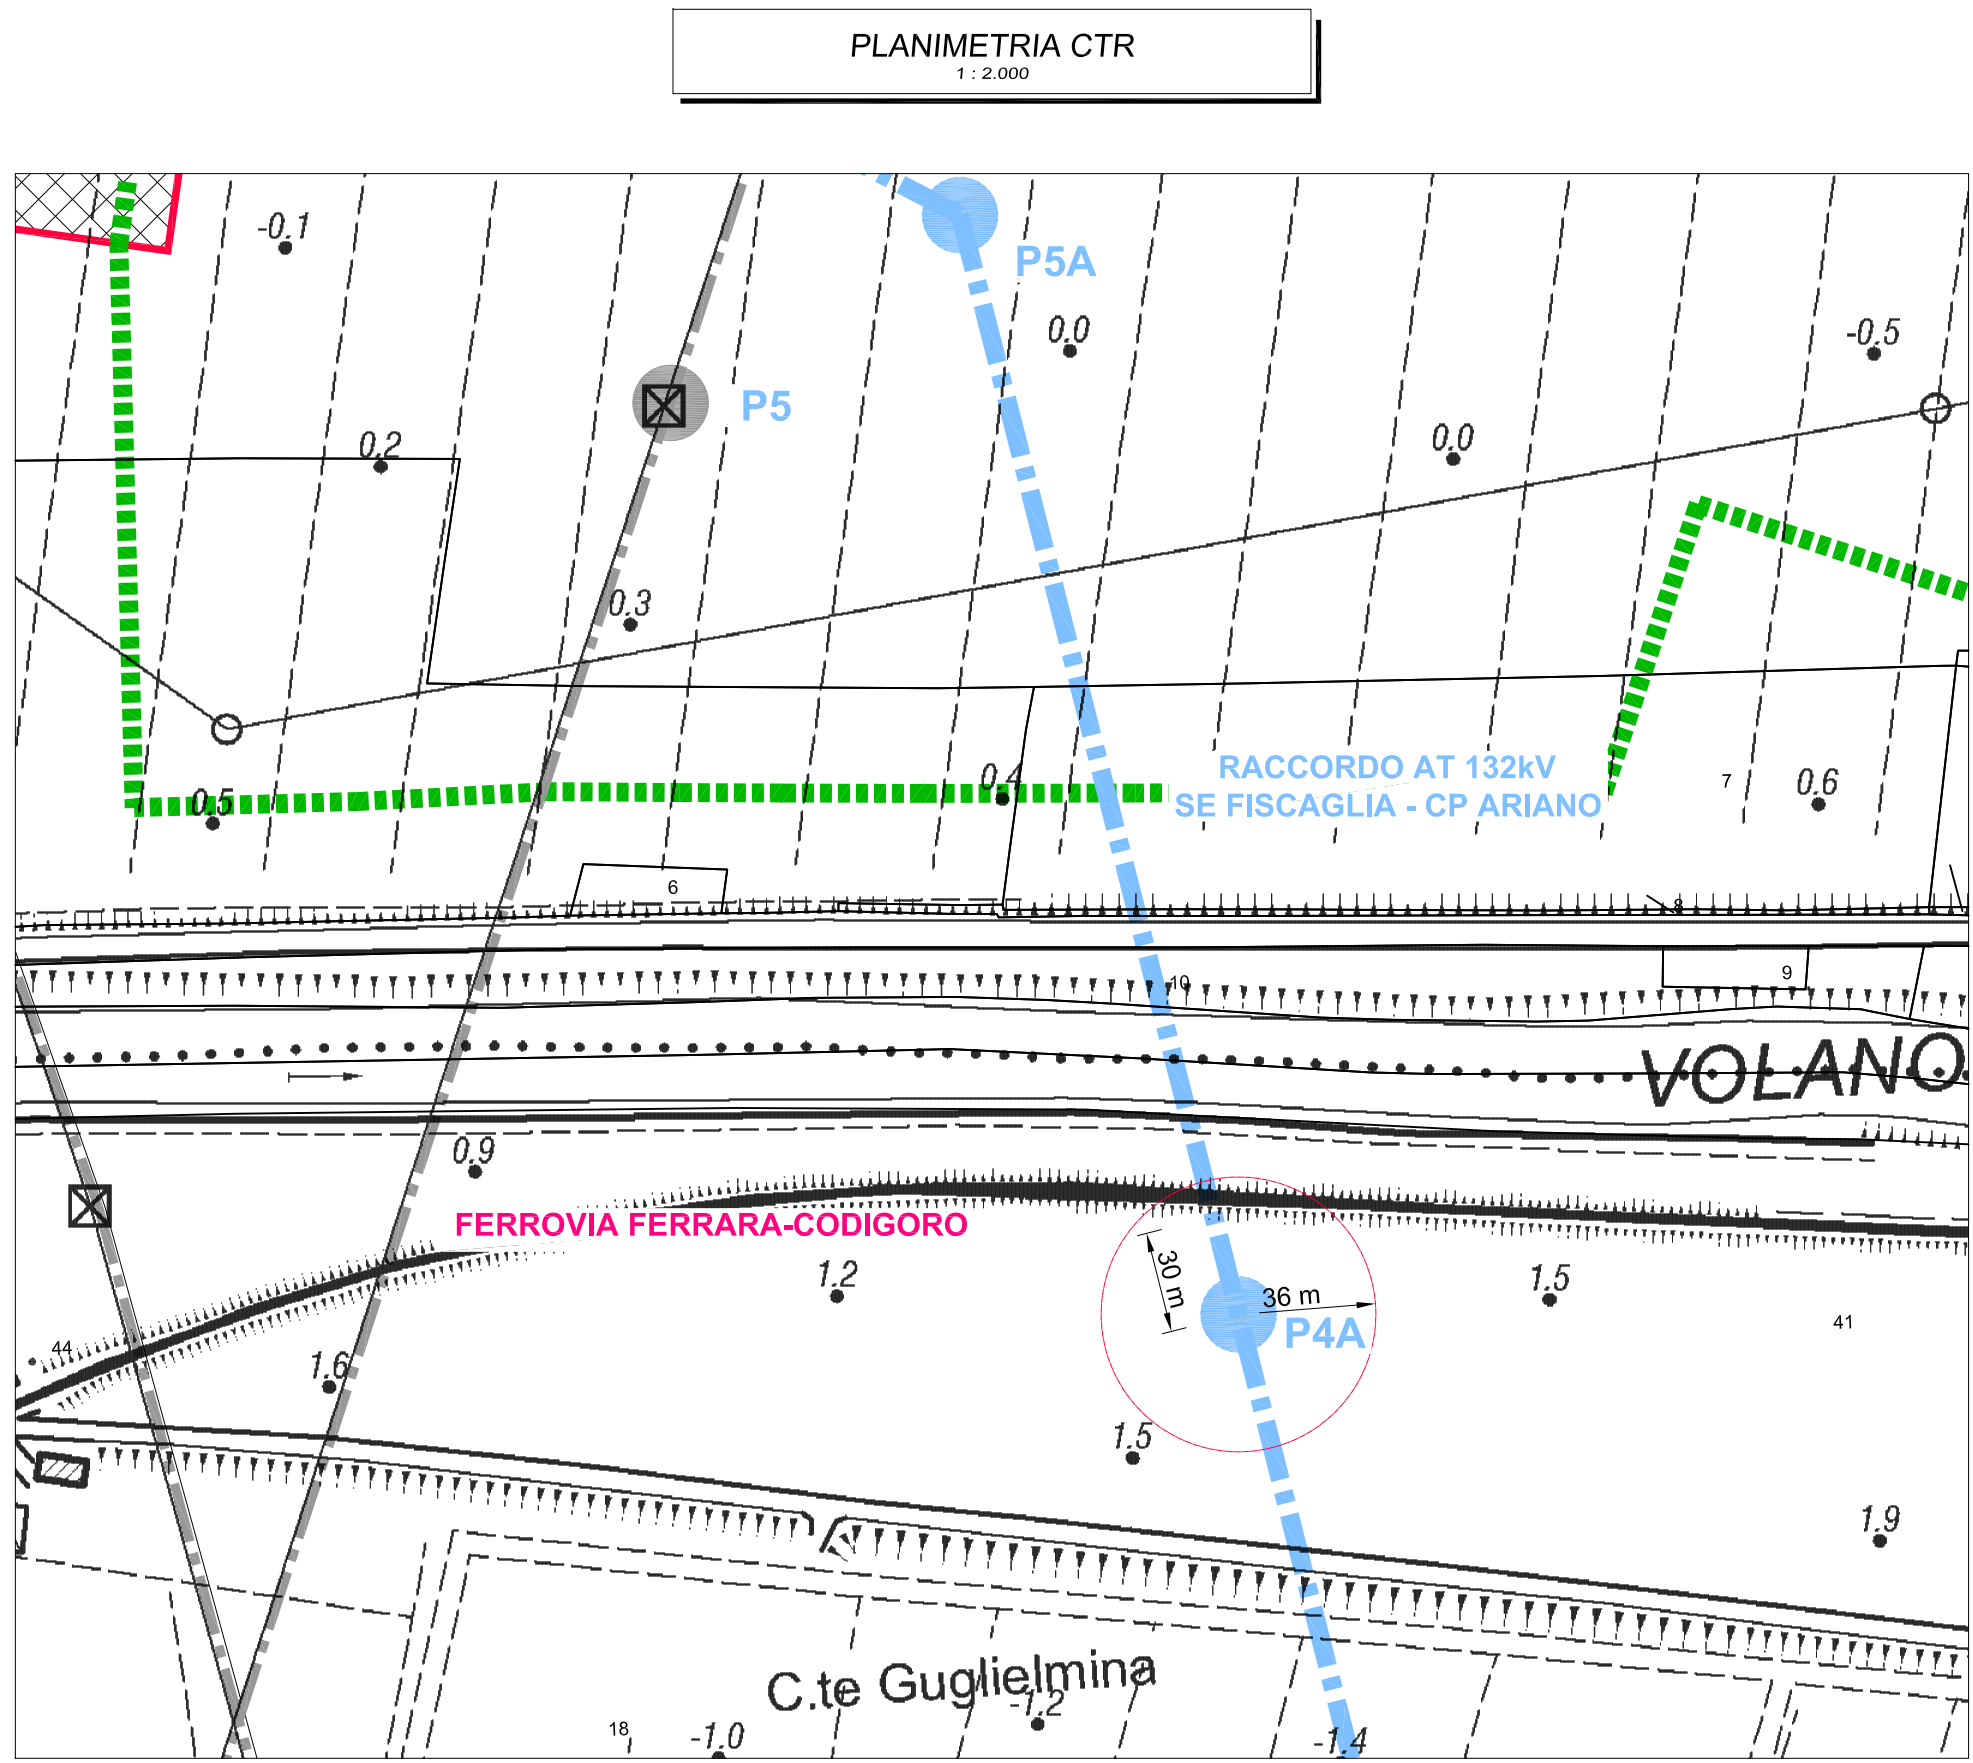 PLANIMETRIA CTR
1 : 2.000
-0.1
P5A
0.0
-0.5
P5
0.2
0.0
0.3
RACCORDO AT 132kV
SE FISCAGLIA - CP ARIANO
7
0.6
0.4
0.5
6
8
9
10
VOLANO
0.9
FERROVIA FERRARA-CODIGORO
30 m
36 m
P4A
1.2
1.5
41
44
1.6
1.5
1.9
C.te Guglielmina
-1.2
18
-1.0
-1.4